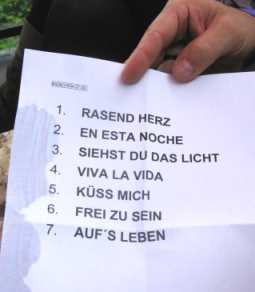 1. RASEND HERZ
2. EN ESTA NOCHE
3. SIEHST DU DAS LICHT
4. VIVA LA VIDA
5. KÜSS MICH
6. FREI ZU SEIN
7. AUF´S LEBEN